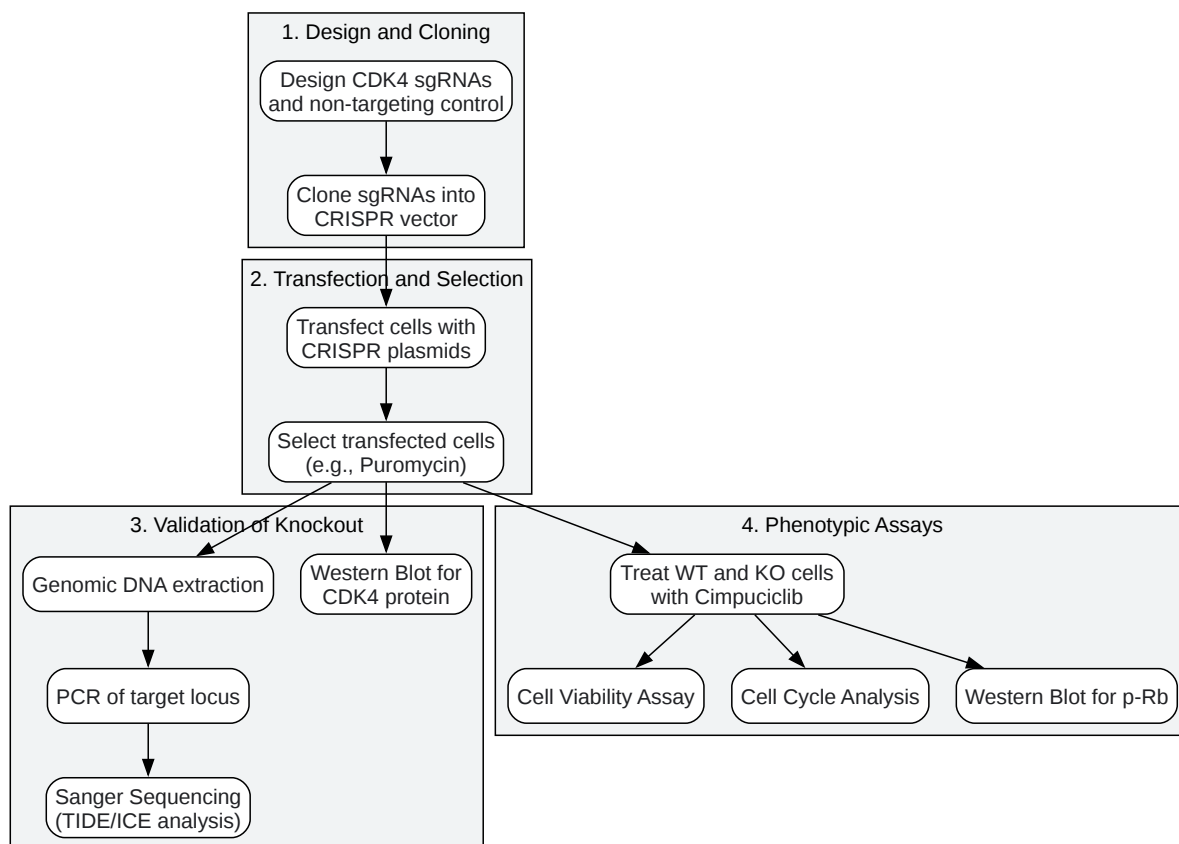 1. Design and Cloning
Design CDK4 sgRNAs
and non-targeting control
Clone sgRNAs into
CRISPR vector
2. Transfection and Selection
Transfect cells with
CRISPR plasmids
Select transfected cells
(e.g., Puromycin)
3. Validation of Knockout
Genomic DNA extraction
Western Blot for
CDK4 protein
PCR of target locus
Sanger Sequencing
(TIDE/ICE analysis)
4. Phenotypic Assays
Treat WT and KO cells
with Cimpuciclib
Cell Viability Assay
Cell Cycle Analysis
Western Blot for p-Rb